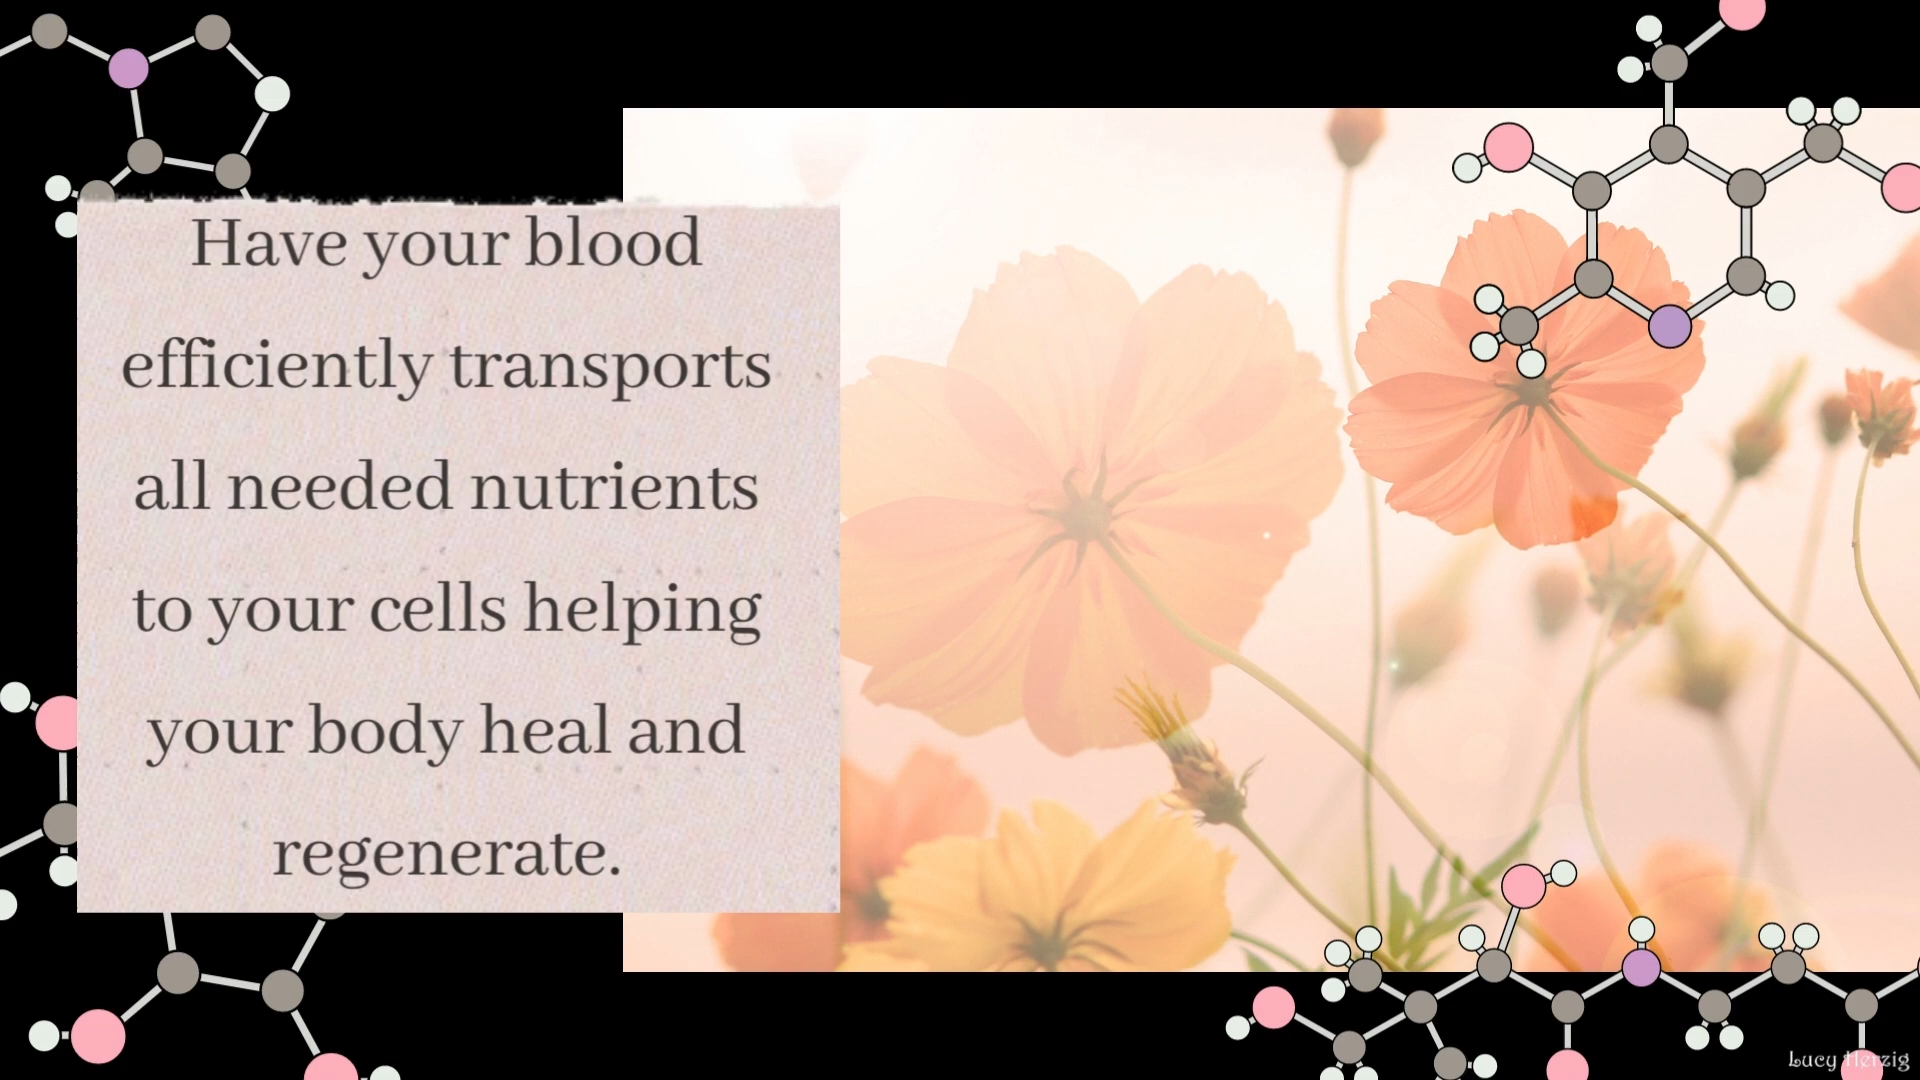 Have your blood
efficiently transports
all needed nutrients
to your cells helping
your body heal and
regenerate.
Lucy Herzig